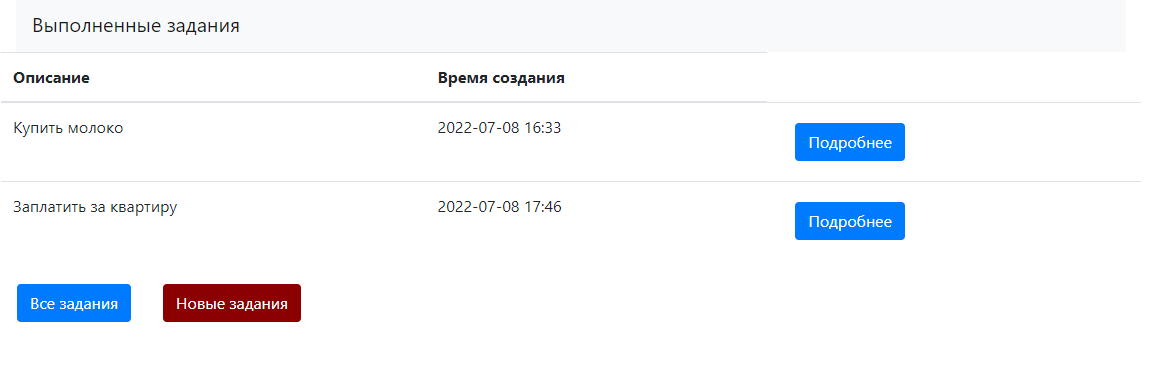 Выполненные задания
Описание Время создания
Купить молоко 2022-07-08 16:33 Подробнее
Заплатить за квартиру 2022-07-08 17:46 Подробнее
Все задания Новые задания